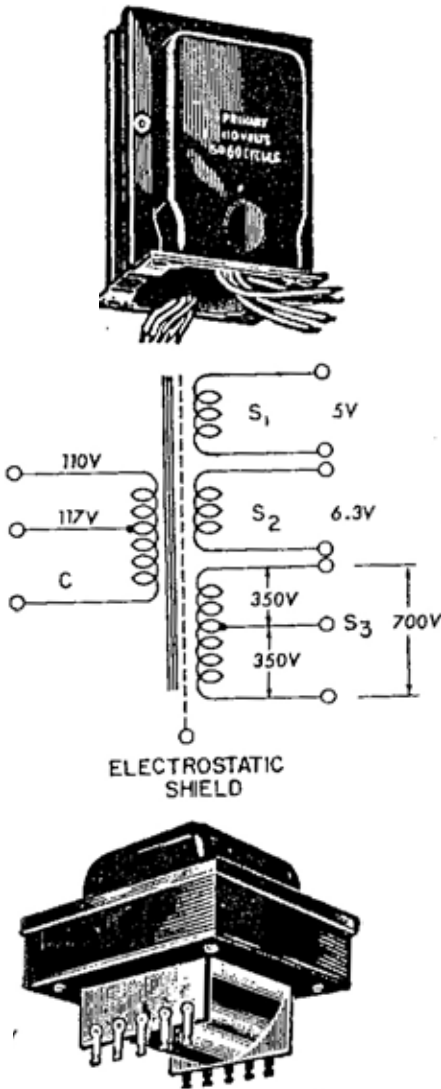 PRIMARY
110 VOLTS
50 60 CYCLES
110V
117V
C
S1
5V
S2
6.3V
350V
S3
700V
350V
ELECTROSTATIC
SHIELD